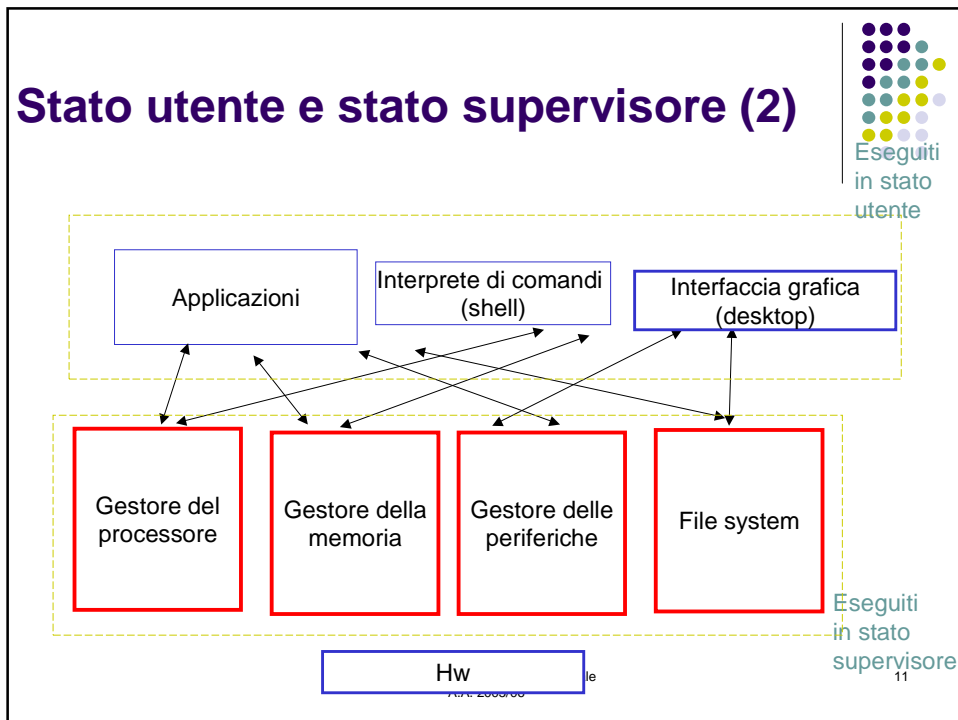 Stato utente e stato supervisore (2)
Eseguiti
in stato
utente
Applicazioni
Interprete di comandi
(shell)
Interfaccia grafica
(desktop)
Gestore del
processore
Gestore della
memoria
Gestore delle
periferiche
File system
Eseguiti
in stato
supervisore
Hw
le
11